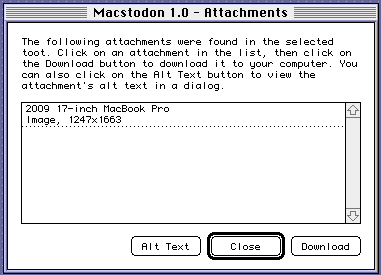 Macstodon 1.0 - Attachments
The following attachments were found in the selected
toot. Click on an attachment in the list, then click on
the Download button to download it to your computer. You
can also click on the Alt Text button to view the
attachment's alt text in a dialog.
2009 17-inch MacBook Pro
Image, 1247x1663
Alt Text Close Download